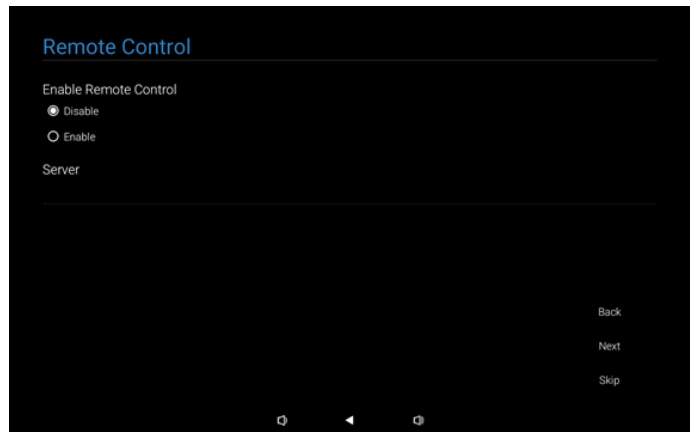 Remote Control
Enable Remote Control
Disable
Enable
Server
Back
Next
Skip